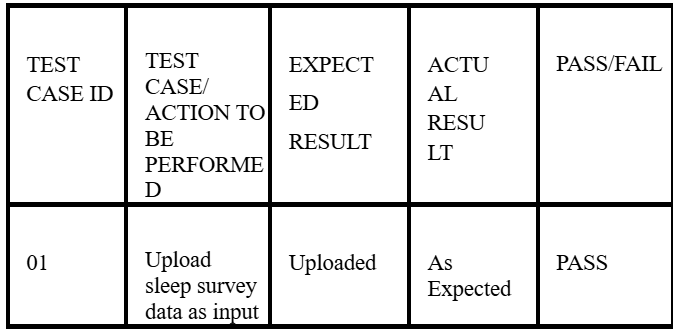 TEST
CASE ID
TEST
CASE/
ACTION TO
BE
PERFORME
D
EXPECT
ED
RESULT
ACTU
AL
RESU
LT
PASS/FAIL
01
Upload
sleep survey
data as input
Uploaded
As
Expected
PASS